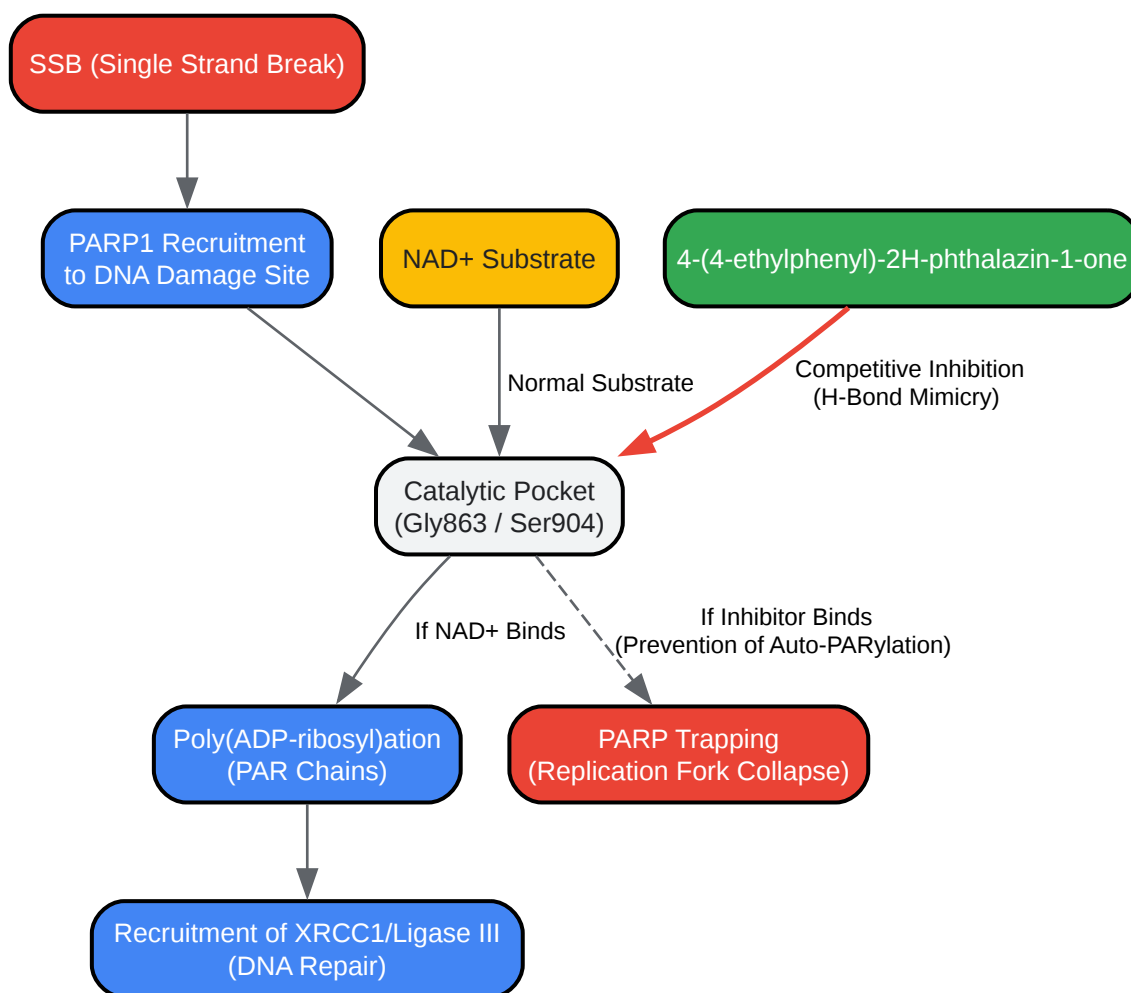 SSB (Single Strand Break)
PARP1 Recruitment
to DNA Damage Site
NAD+ Substrate
4-(4-ethylphenyl)-2H-phthalazin-1-one
Normal Substrate
Competitive Inhibition
(H-Bond Mimicry)
Catalytic Pocket
(Gly863 / Ser904)
If NAD+ Binds
If Inhibitor Binds
(Prevention of Auto-PARylation)
Poly(ADP-ribosyl)ation
(PAR Chains)
PARP Trapping
(Replication Fork Collapse)
Recruitment of XRCC1/Ligase III
(DNA Repair)